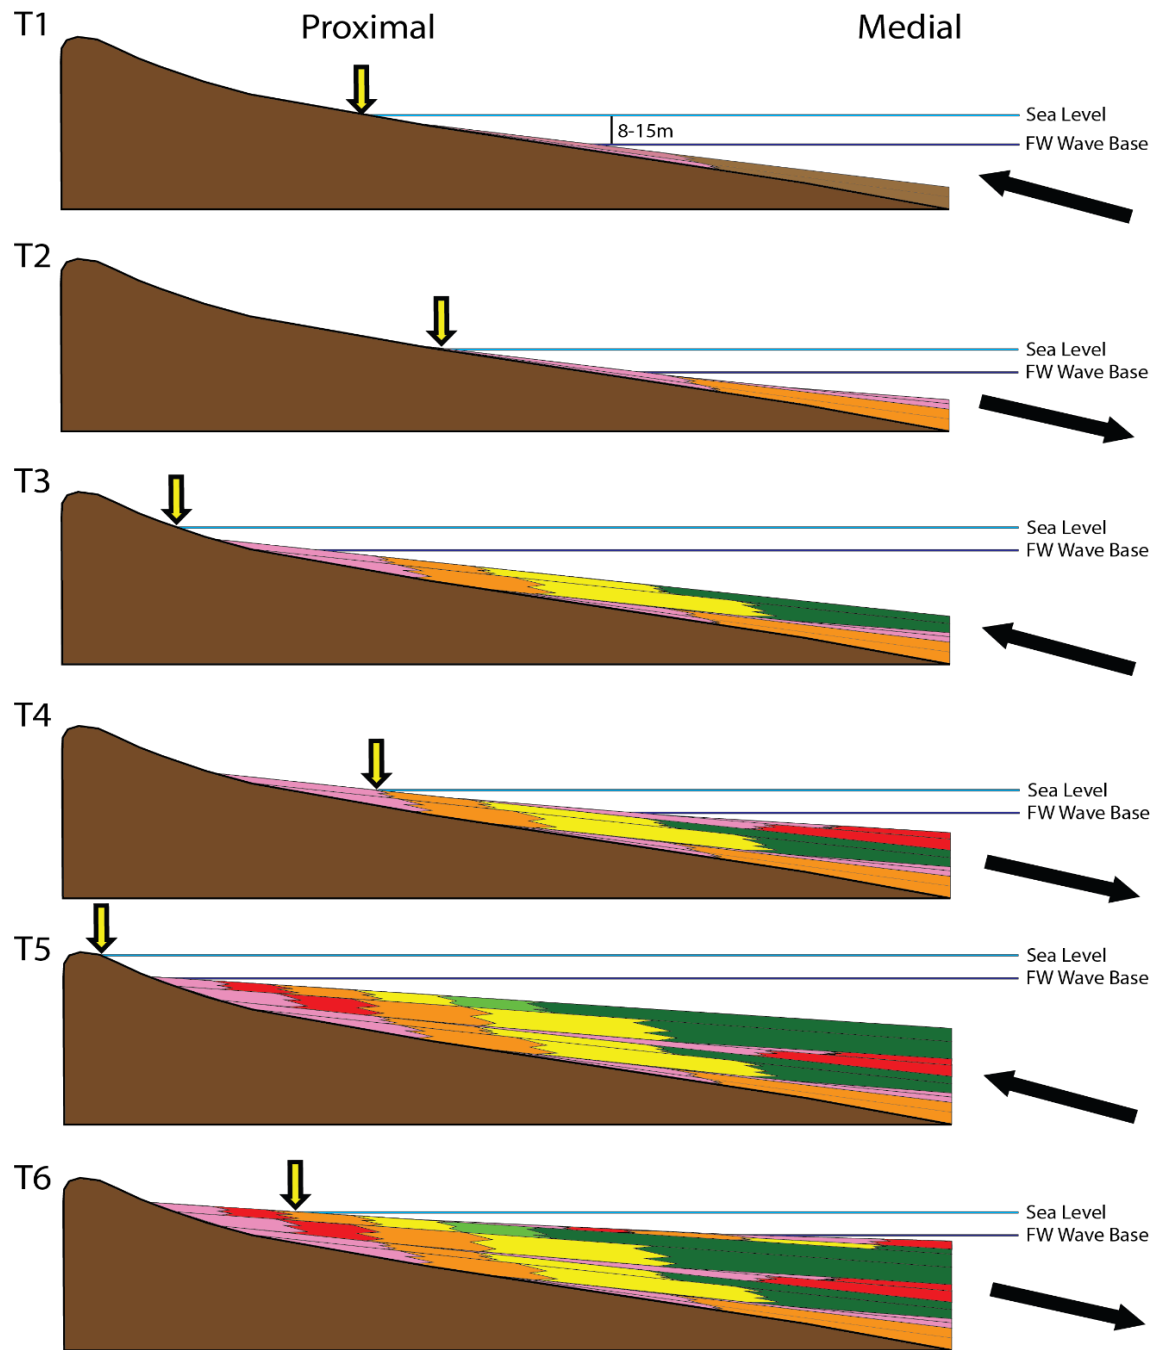 T1 Proximal Medial
Sea Level
8-15m
FW Wave Base
T2
Sea Level
FW Wave Base
T3
Sea Level
FW Wave Base
T4
Sea Level
FW Wave Base
T5
Sea Level
FW Wave Base
T6
Sea Level
FW Wave Base